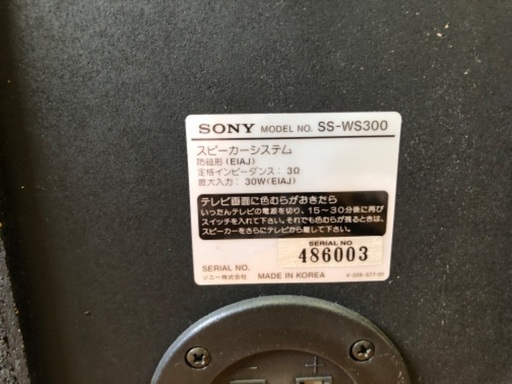 SONY MODEL NO. SS-WS300
スピーカーシステム
防磁形(EIAJ)
定格インピーダンス: 3Ω
最大入力: 30W(EIAJ)
テレビ画面に色むらがおきたら
いったんテレビの電源を切り、15〜30分後に再び
スイッチを入れて下さい。それでも色むらが残るときは、
スピーカーをさらにテレビから離して下さい。
SERIAL NO
486003
SERIAL NO.
ソニー株式会社 MADE IN KOREA
− +